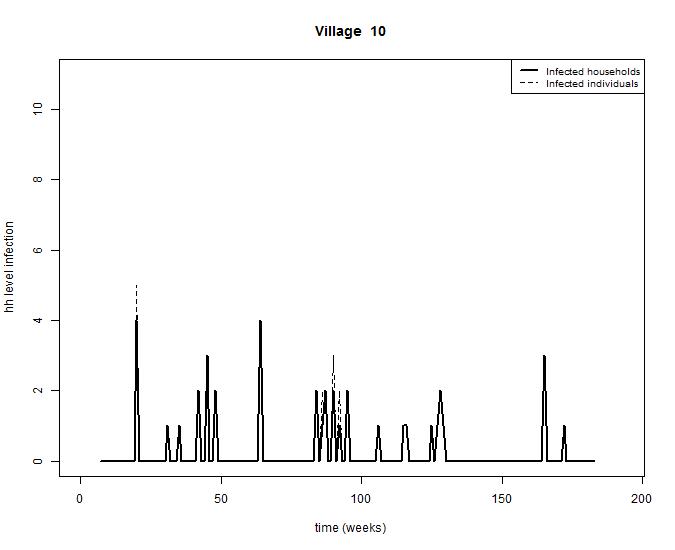 Village 10
Infected households
Infected individuals
hh level infection
10
8
6
4
2
0
0 50 100 150 200
time (weeks)